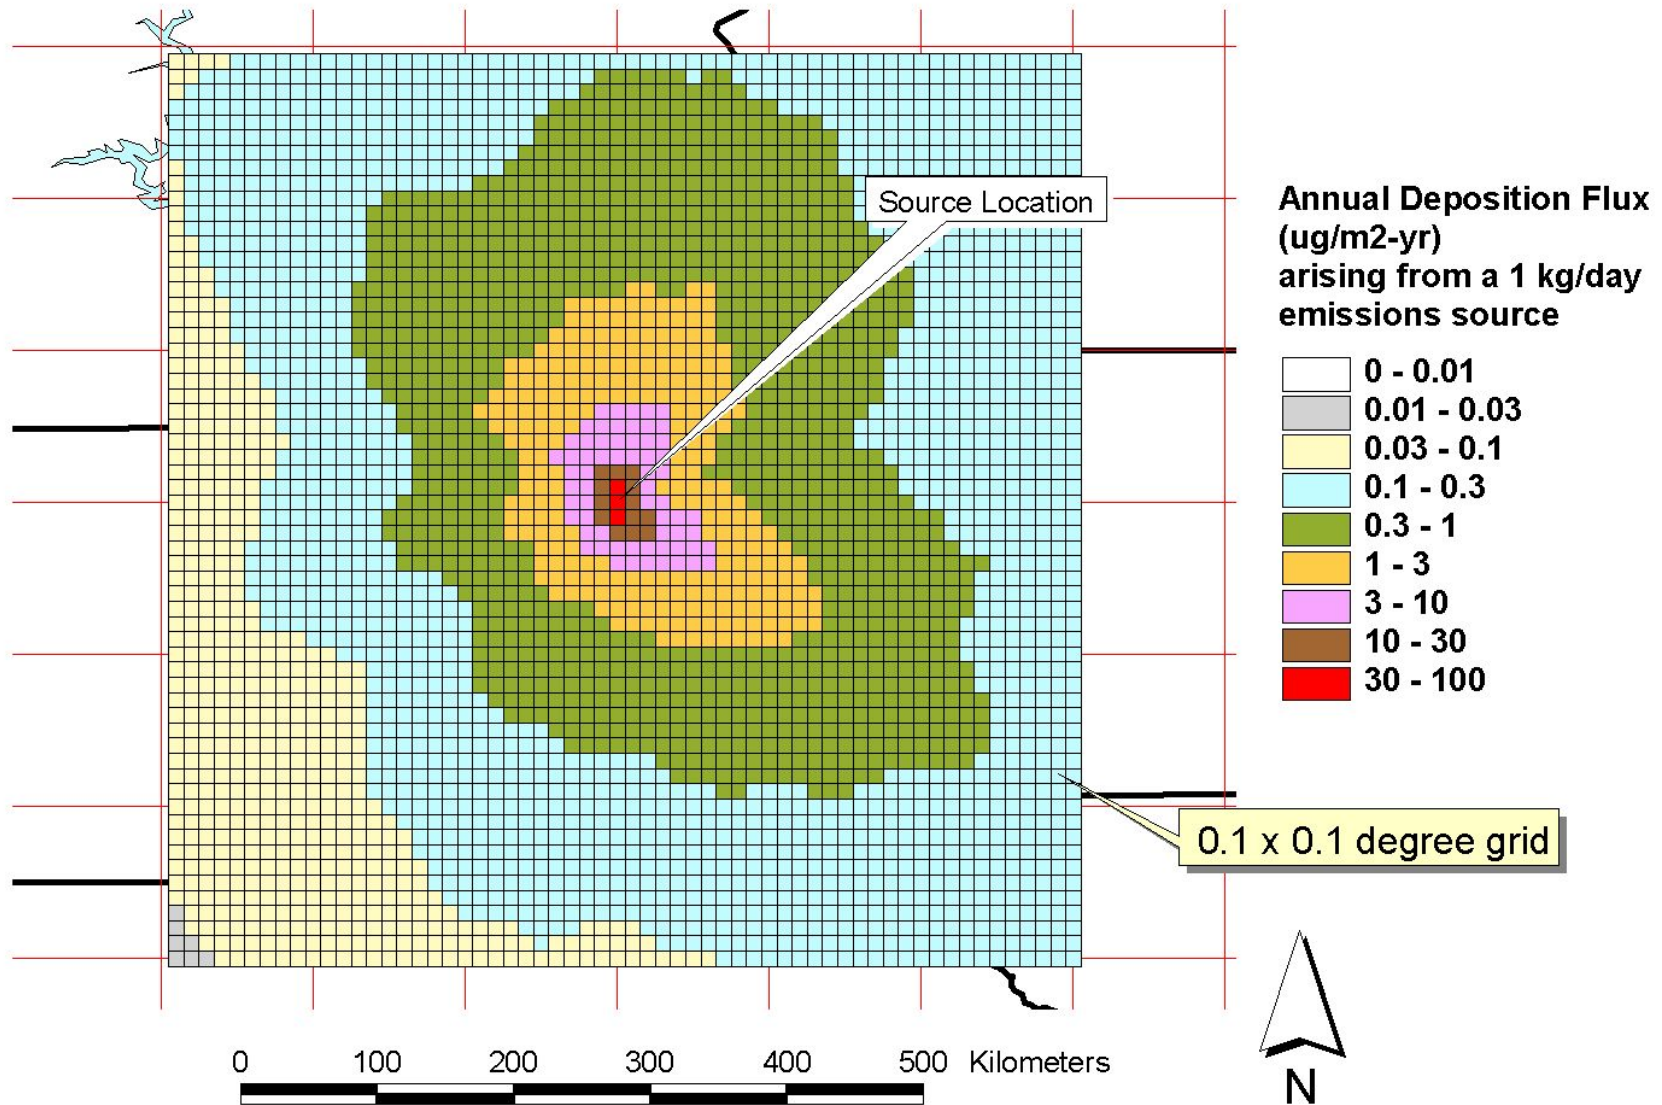 Source Location
Annual Deposition Flux
(ug/m2-yr)
arising from a 1 kg/day
emissions source
0 - 0.01
0.01 - 0.03
0.03 - 0.1
0.1 - 0.3
0.3 - 1
1 - 3
3 - 10
10 - 30
30 - 100
0.1 x 0.1 degree grid
0 100 200 300 400 500 Kilometers
N